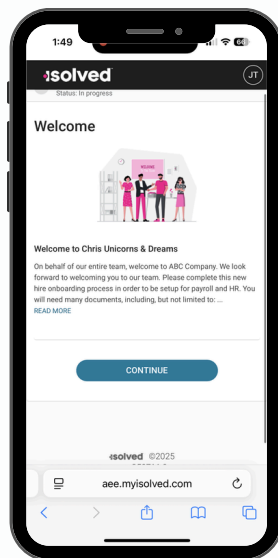 1:49
66
isolved
JT
Status: In progress
Welcome
WELCOME
Welcome to Chris Unicorns & Dreams
On behalf of our entire team, welcome to ABC Company. We look
forward to welcoming you to our team. Please complete this new
hire onboarding process in order to be setup for payroll and HR. You
will need many documents, including, but not limited to: ...
READ MORE
CONTINUE
isolved ©2025
aee.myisolved.com